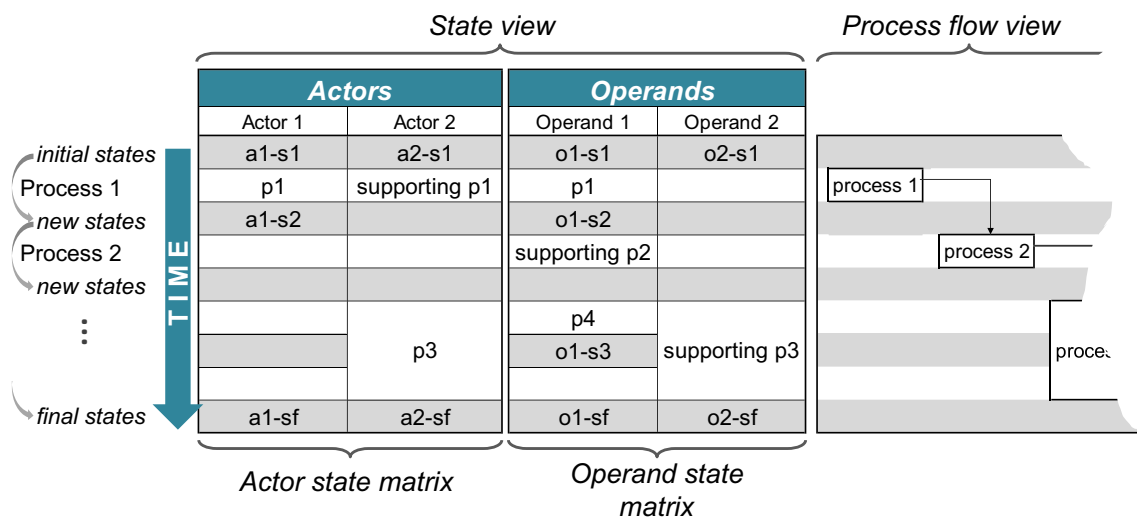 State view
Process flow view
Actors
Operands
Actor 1
Actor 2
Operand 1
Operand 2
initial states
a1-s1
a2-s1
o1-s1
o2-s1
Process 1
p1
supporting p1
p1
process 1
new states
a1-s2
o1-s2
Process 2
supporting p2
process 2
new states
TIME
...
p4
p3
o1-s3
supporting p3
proces
final states
a1-sf
a2-sf
o1-sf
o2-sf
Actor state matrix
Operand state
matrix